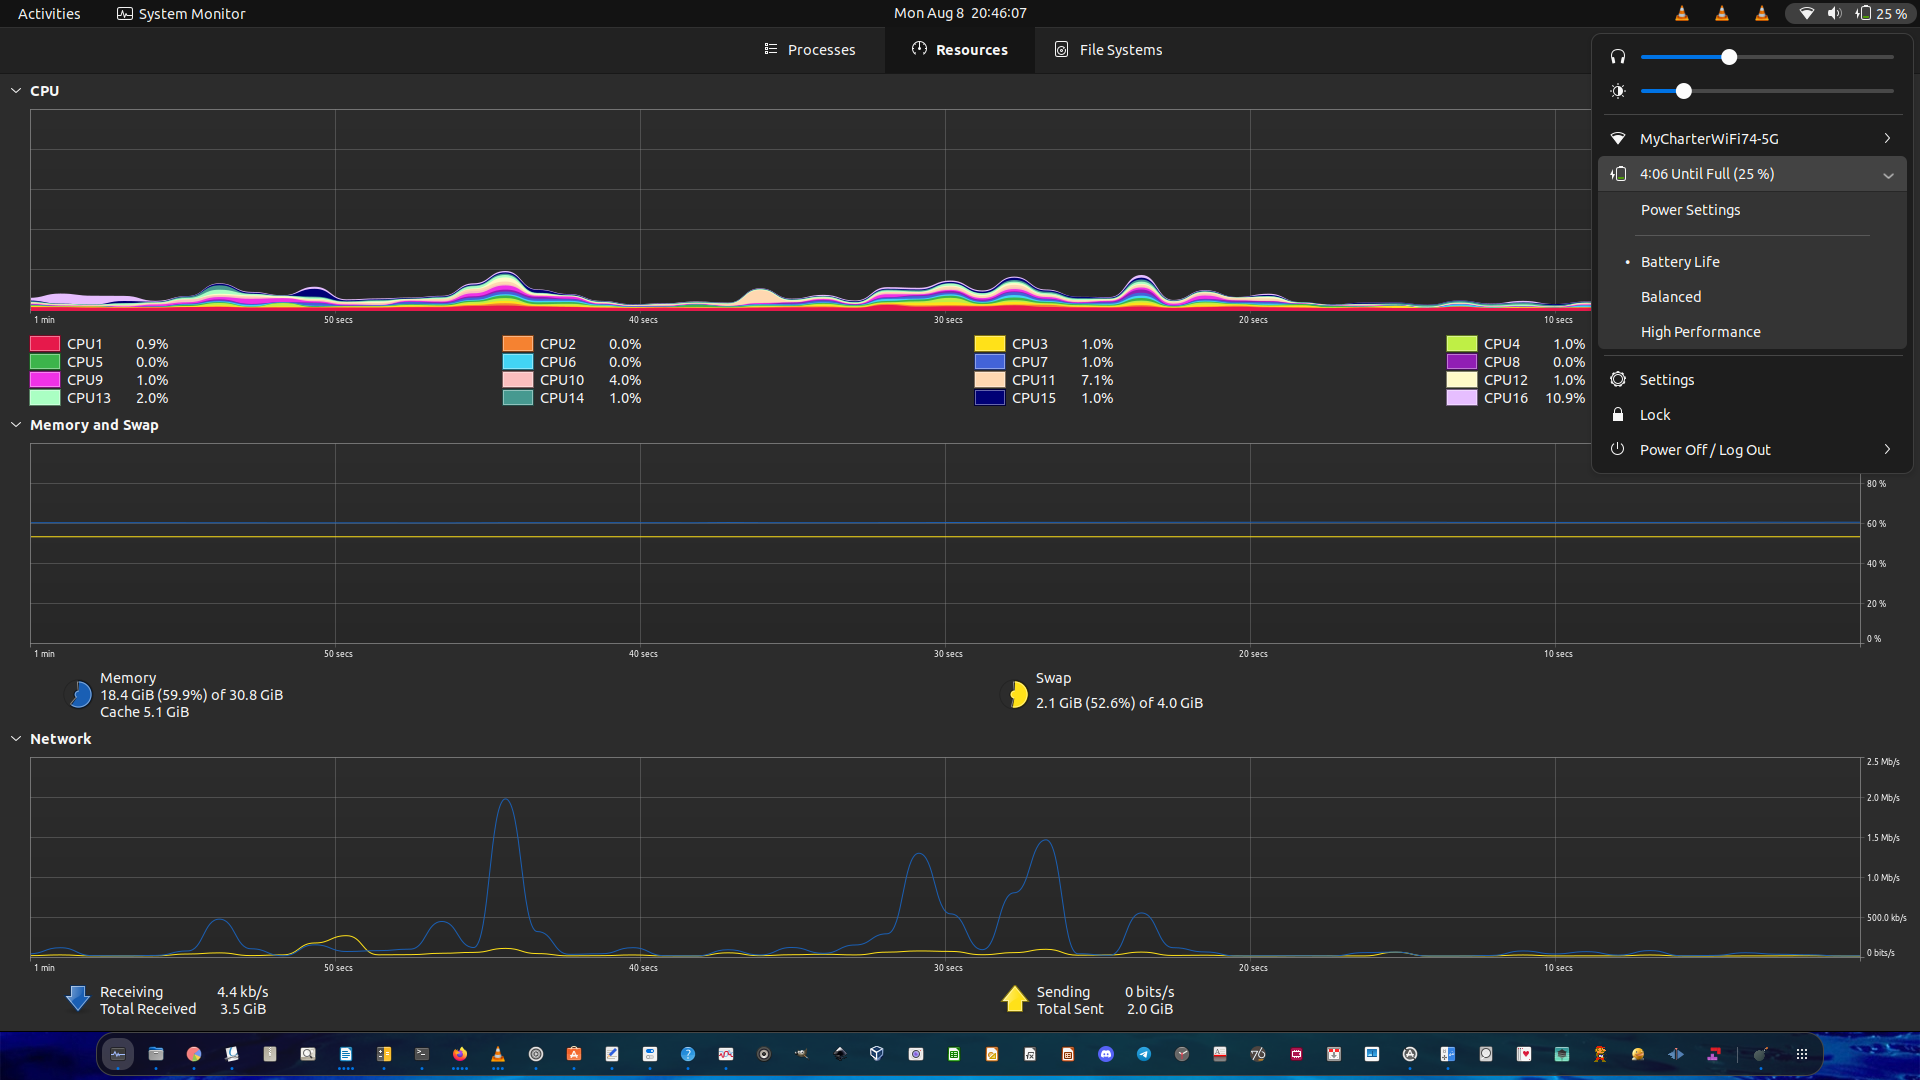 Activities
System Monitor
Mon Aug 8 20:46:07
25 %
Processes
Resources
File Systems
CPU
1 min
50 secs
40 secs
30 secs
20 secs
10 secs
CPU1 0.9%
CPU2 0.0%
CPU3 1.0%
CPU4 1.0%
CPU5 0.0%
CPU6 0.0%
CPU7 1.0%
CPU8 0.0%
CPU9 1.0%
CPU10 4.0%
CPU11 7.1%
CPU12 1.0%
CPU13 2.0%
CPU14 1.0%
CPU15 1.0%
CPU16 10.9%
MyCharterWiFi74-5G
4:06 Until Full (25 %)
Power Settings
Battery Life
Balanced
High Performance
Settings
Lock
Power Off / Log Out
Memory and Swap
80 %
60 %
40 %
20 %
0 %
1 min
50 secs
40 secs
30 secs
20 secs
10 secs
Memory
18.4 GiB (59.9%) of 30.8 GiB
Cache 5.1 GiB
Swap
2.1 GiB (52.6%) of 4.0 GiB
Network
2.5 Mb/s
2.0 Mb/s
1.5 Mb/s
1.0 Mb/s
500.0 kb/s
0 bits/s
1 min
50 secs
40 secs
30 secs
20 secs
10 secs
Receiving 4.4 kb/s
Total Received 3.5 GiB
Sending 0 bits/s
Total Sent 2.0 GiB
76